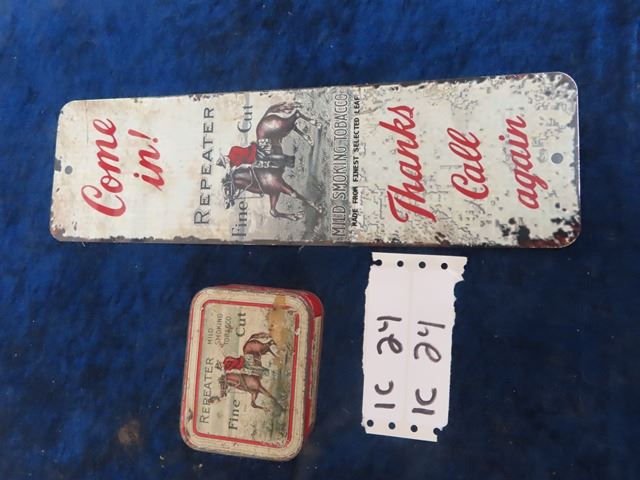 Come
in!
REPEATER
Fine Cut
MILD SMOKING TOBACCO
MADE FROM FINEST SELECTED LEAF
Thanks
Call
again
REPEATER
MILD
SMOKING
TOBACCO
Fine Cut
1C 24
1C 24